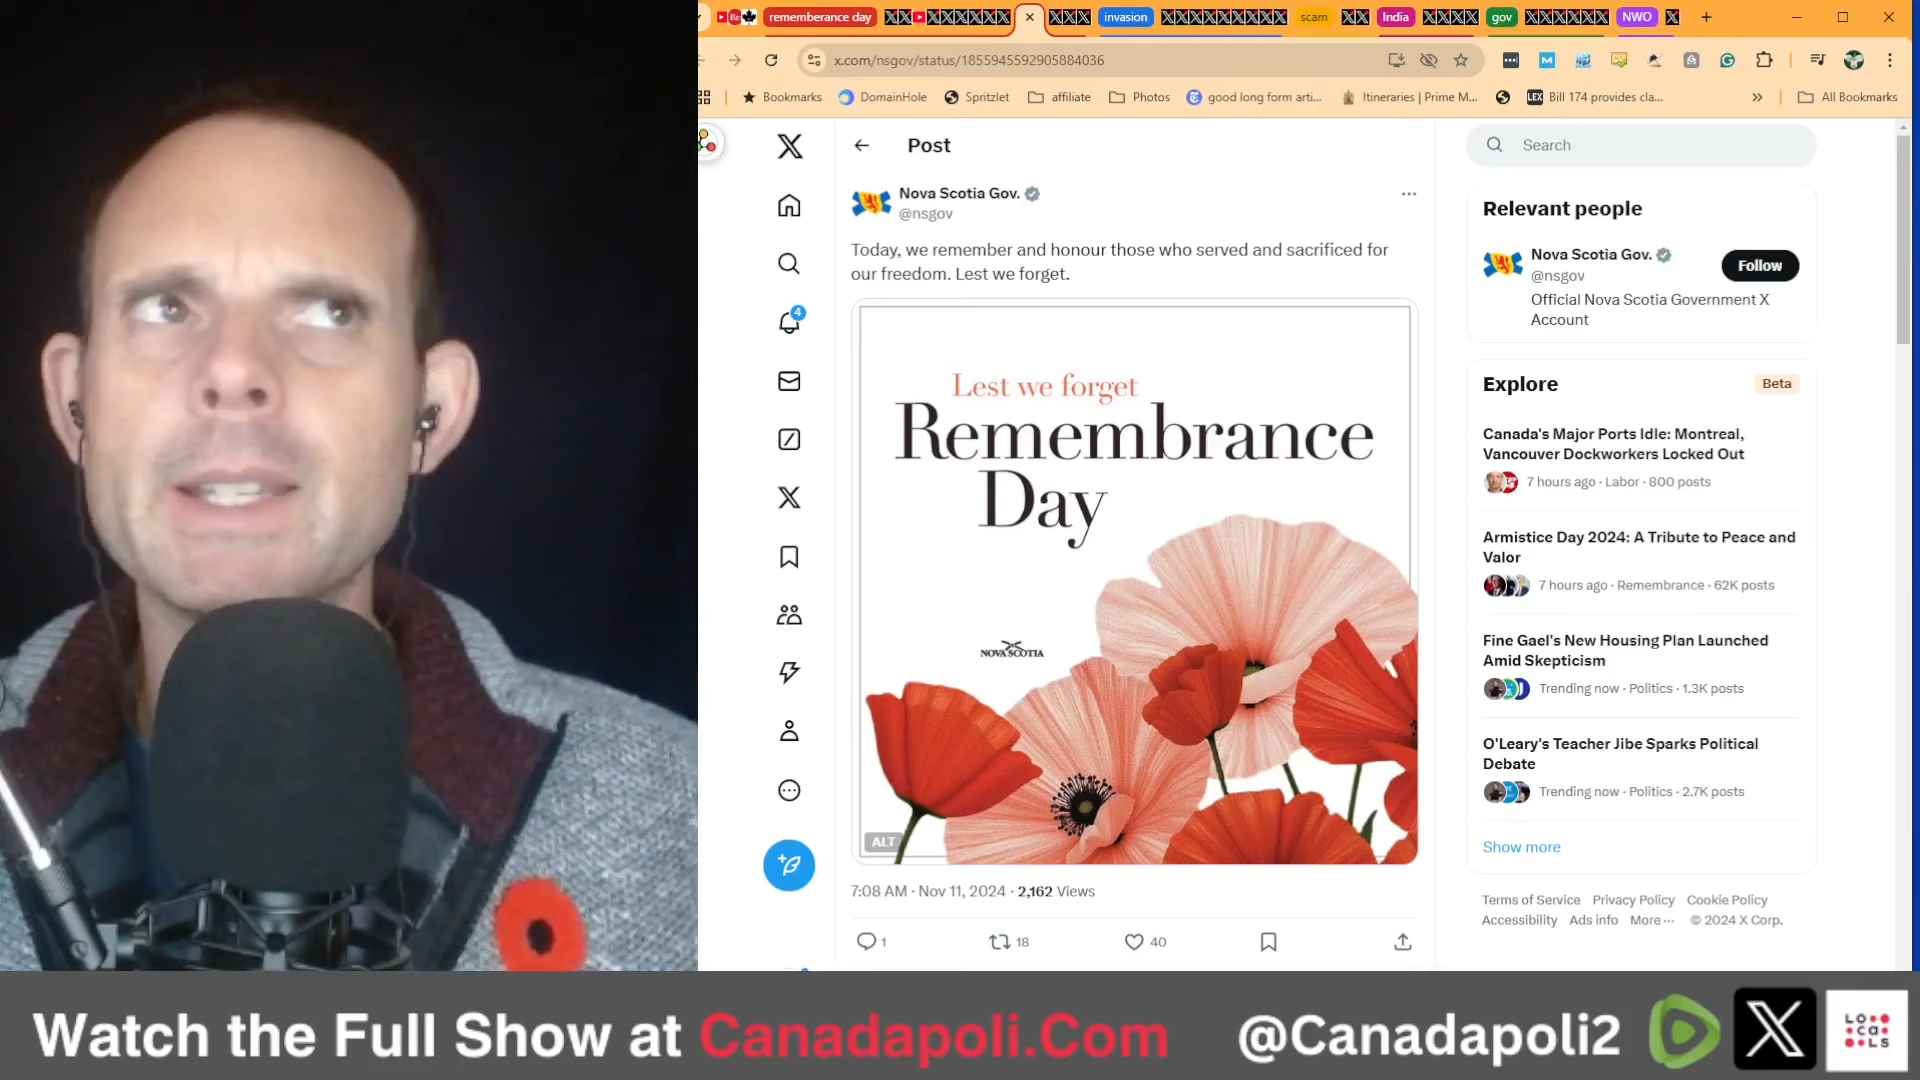 rememberance day
invasion
scam
India
gov
NWO
x.com/nsgov/status/1855945592905884036
Bookmarks
DomainHole
Spritzlet
affiliate
Photos
good long form arti...
Itineraries | Prime M...
LEX
Bill 174 provides cla...
All Bookmarks
Post
Search
Nova Scotia Gov.
@nsgov
Today, we remember and honour those who served and sacrificed for
our freedom. Lest we forget.
Lest we forget
Remembrance
Day
NOVA SCOTIA
ALT
7:08 AM · Nov 11, 2024 · 2,162 Views
1
18
40
4
Relevant people
Nova Scotia Gov.
@nsgov
Follow
Official Nova Scotia Government X
Account
Explore
Beta
Canada's Major Ports Idle: Montreal,
Vancouver Dockworkers Locked Out
7 hours ago · Labor · 800 posts
Armistice Day 2024: A Tribute to Peace and
Valor
7 hours ago · Remembrance · 62K posts
Fine Gael's New Housing Plan Launched
Amid Skepticism
Trending now · Politics · 1.3K posts
O'Leary's Teacher Jibe Sparks Political
Debate
Trending now · Politics · 2.7K posts
Show more
Terms of Service Privacy Policy Cookie Policy
Accessibility Ads info More ··· © 2024 X Corp.
Watch the Full Show at Canadapoli.Com
@Canadapoli2
LOcaLS